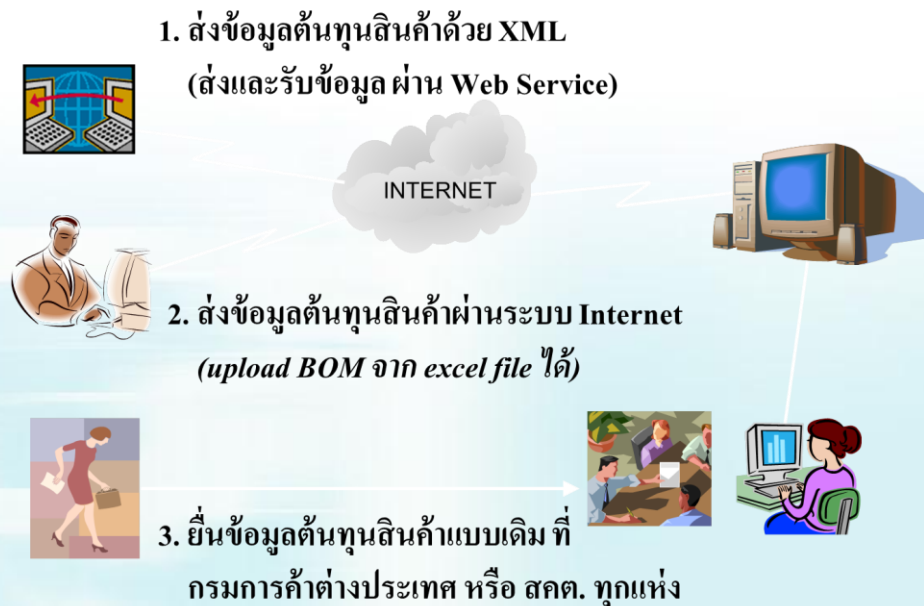 1. ส่งข้อมูลต้นทุนสินค้าด้วย XML
(ส่งและรับข้อมูล ผ่าน Web Service)
INTERNET
2. ส่งข้อมูลต้นทุนสินค้าผ่านระบบ Internet
(upload BOM จาก excel file ได้)
3. ยื่นข้อมูลต้นทุนสินค้าแบบเดิม ที่
กรมการค้าต่างประเทศ หรือ สคต. ทุกแห่ง